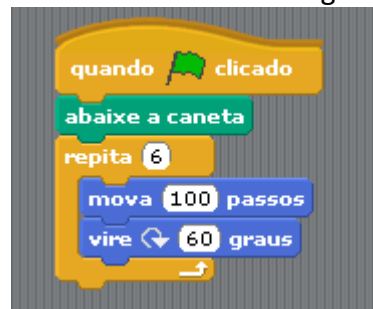 quando clicado
abaixe a caneta
repita 6
mova 100 passos
vire 60 graus